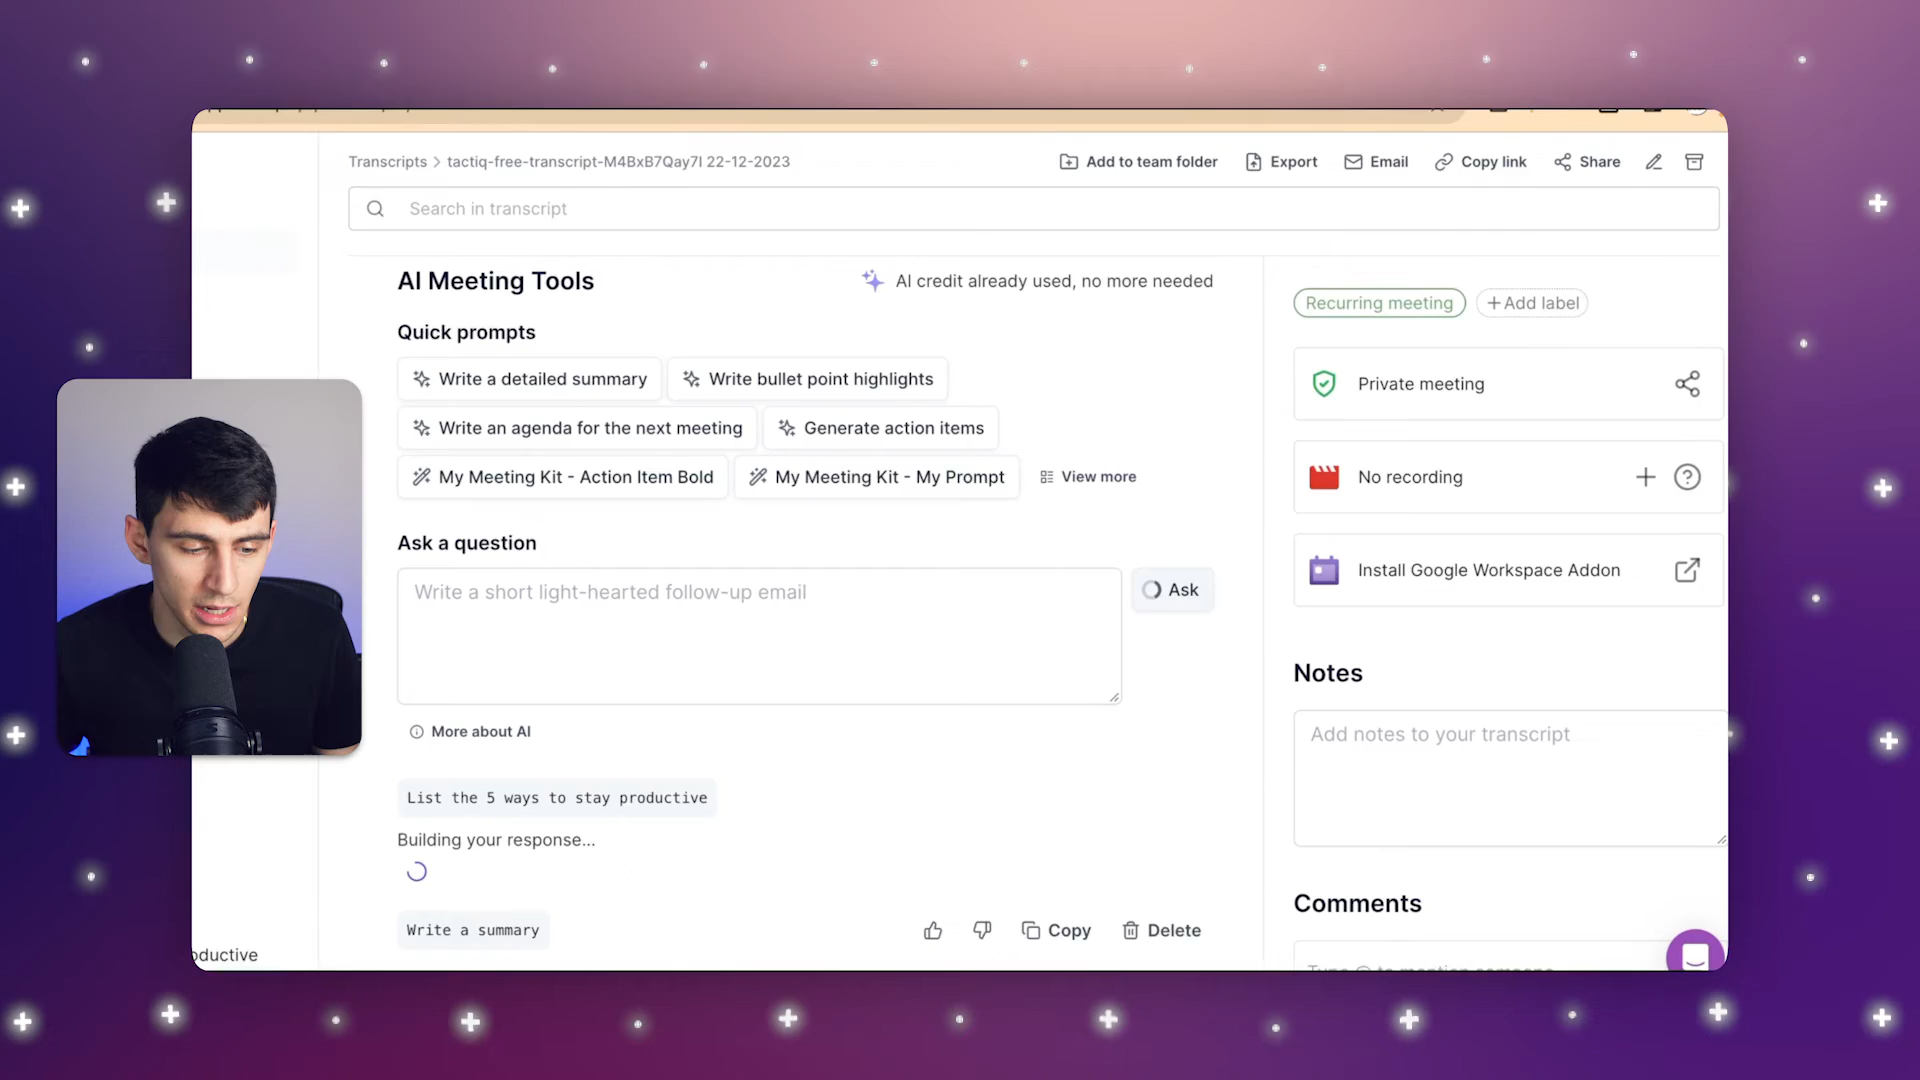 Transcripts > tactiq-free-transcript-M4BxB7Qay7I 22-12-2023
Add to team folder
Export
Email
Copy link
Share
Search in transcript
AI Meeting Tools
AI credit already used, no more needed
Quick prompts
Write a detailed summary
Write bullet point highlights
Write an agenda for the next meeting
Generate action items
My Meeting Kit - Action Item Bold
My Meeting Kit - My Prompt
View more
Ask a question
Write a short light-hearted follow-up email
Ask
More about AI
List the 5 ways to stay productive
Building your response...
Write a summary
Copy
Delete
oductive
Recurring meeting
+ Add label
Private meeting
No recording
Install Google Workspace Addon
Notes
Add notes to your transcript
Comments
Type @ to mention someone